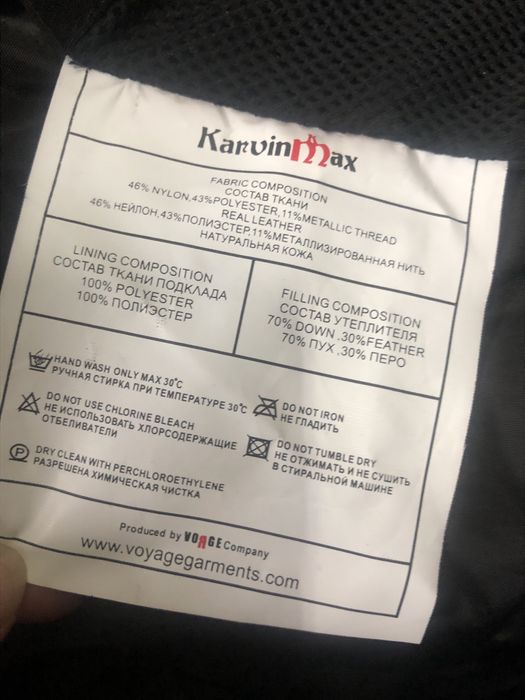 KarvinMax
FABRIC COMPOSITION
СОСТАВ ТКАНИ
46% NYLON,43%POLYESTER,11%METALLIC THREAD
REAL LEATHER
46% НЕЙЛОН,43%ПОЛИЭСТЕР,11%МЕТАЛЛИЗИРОВАННАЯ НИТЬ
НАТУРАЛЬНАЯ КОЖА
LINING COMPOSITION
СОСТАВ ТКАНИ ПОДКЛАДА
100% POLYESTER
100% ПОЛИЭСТЕР
FILLING COMPOSITION
СОСТАВ УТЕПЛИТЕЛЯ
70% DOWN ,30%FEATHER
70% ПУХ ,30% ПЕРО
HAND WASH ONLY MAX 30℃
РУЧНАЯ СТИРКА ПРИ ТЕМПЕРАТУРЕ 30℃
DO NOT USE CHLORINE BLEACH
НЕ ИСПОЛЬЗОВАТЬ ХЛОРСОДЕРЖАЩИЕ
ОТБЕЛИВАТЕЛИ
P DRY CLEAN WITH PERCHLOROETHYLENE
РАЗРЕШЕНА ХИМИЧЕСКАЯ ЧИСТКА
DO NOT IRON
НЕ ГЛАДИТЬ
DO NOT TUMBLE DRY
НЕ ОТЖИМАТЬ И НЕ СУШИТЬ
В СТИРАЛЬНОЙ МАШИНЕ
Produced by VOЯGE Company
www.voyagegarments.com